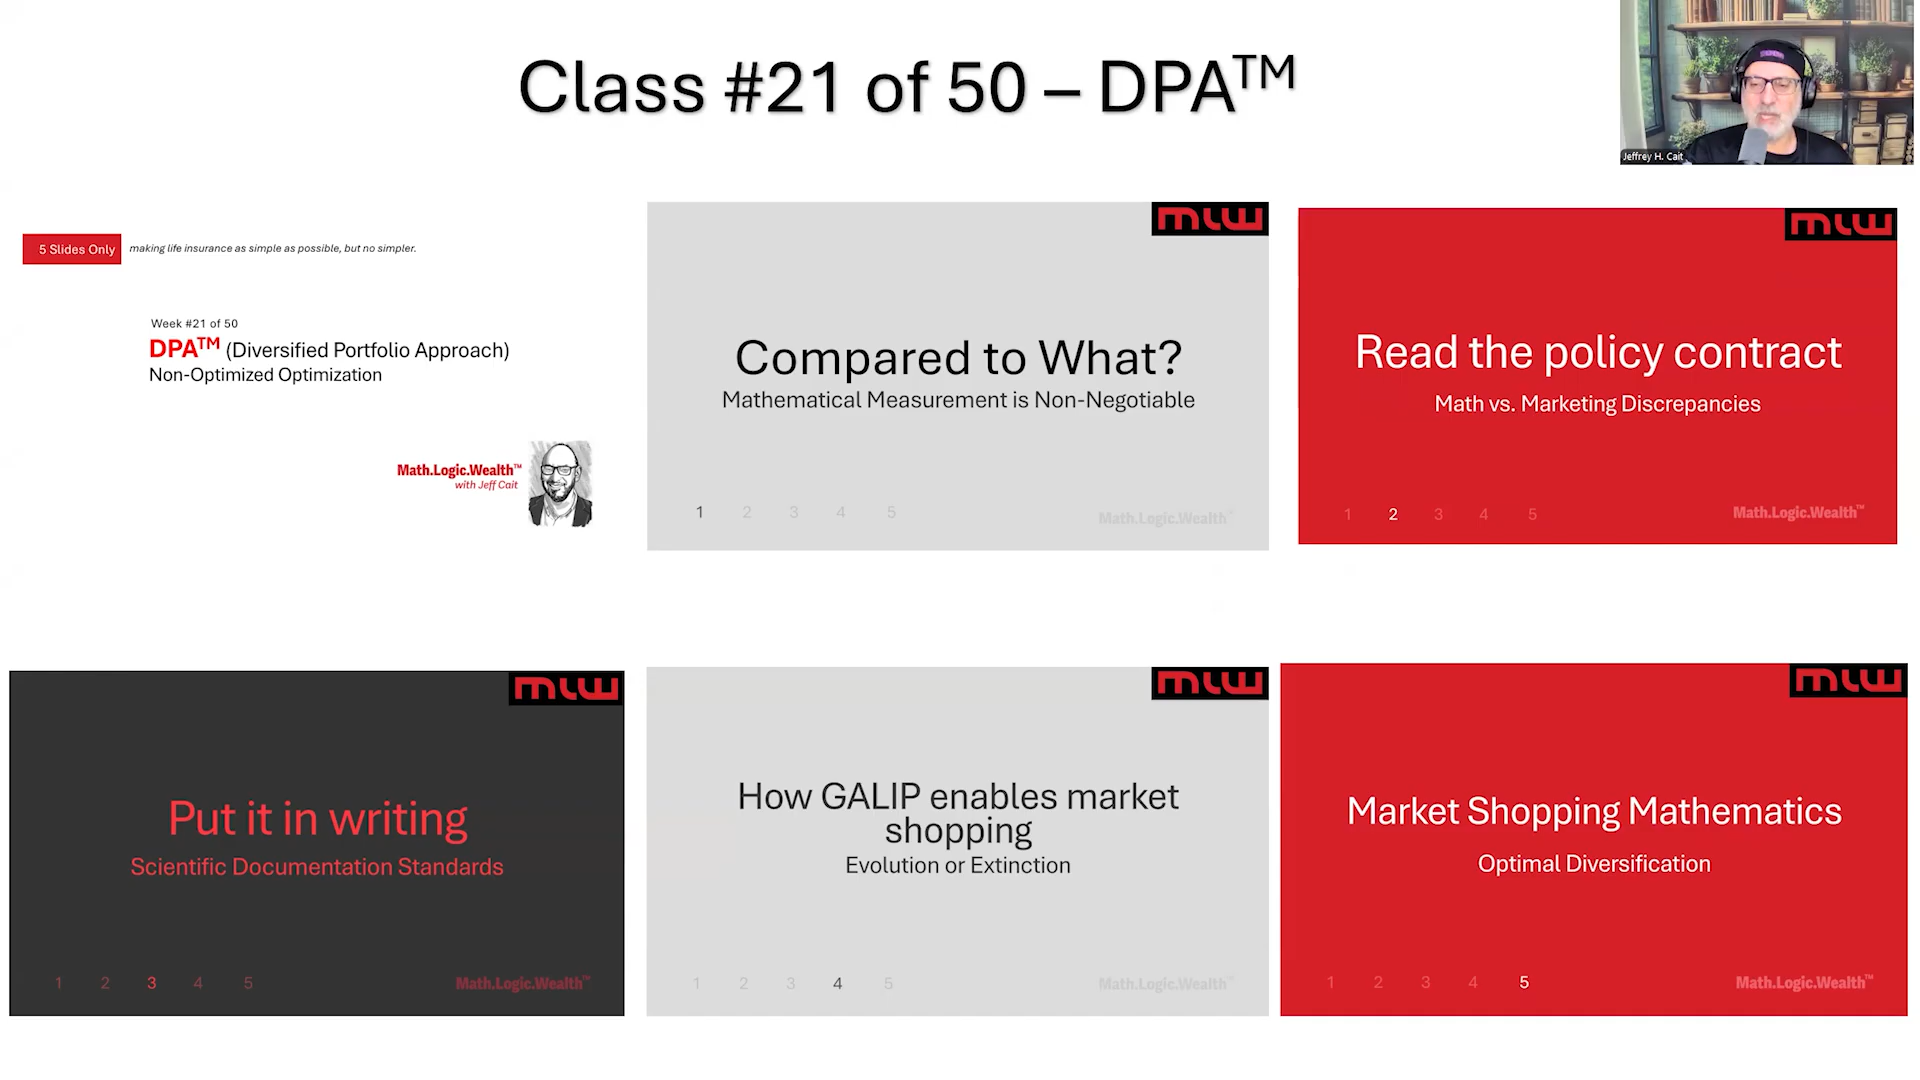 Class #21 of 50 – DPA™
Jeffrey H. Cait
5 Slides Only
making life insurance as simple as possible, but no simpler.
Week #21 of 50
DPA™ (Diversified Portfolio Approach)
Non-Optimized Optimization
Math.Logic.Wealth™
with Jeff Cait
mlw
Compared to What?
Mathematical Measurement is Non-Negotiable
1 2 3 4 5
Math.Logic.Wealth™
mlw
Read the policy contract
Math vs. Marketing Discrepancies
1 2 3 4 5
Math.Logic.Wealth™
mlw
Put it in writing
Scientific Documentation Standards
1 2 3 4 5
Math.Logic.Wealth™
mlw
How GALIP enables market
shopping
Evolution or Extinction
1 2 3 4 5
Math.Logic.Wealth™
mlw
Market Shopping Mathematics
Optimal Diversification
1 2 3 4 5
Math.Logic.Wealth™